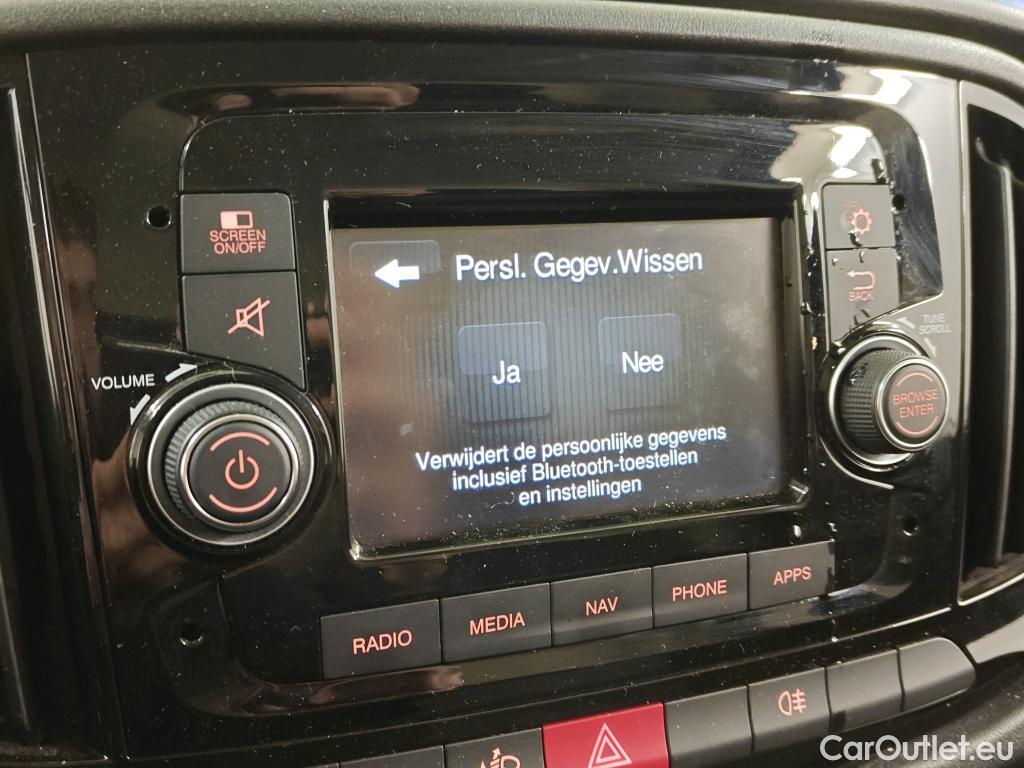 SCREEN
ON/OFF
VOLUME
Persl. Gegev.Wissen
Ja
Nee
Verwijdert de persoonlijke gegevens
inclusief Bluetooth-toestellen
en instellingen
BACK
TUNE
SCROLL
BROWSE
ENTER
RADIO
MEDIA
NAV
PHONE
APPS
CarOutlet.eu